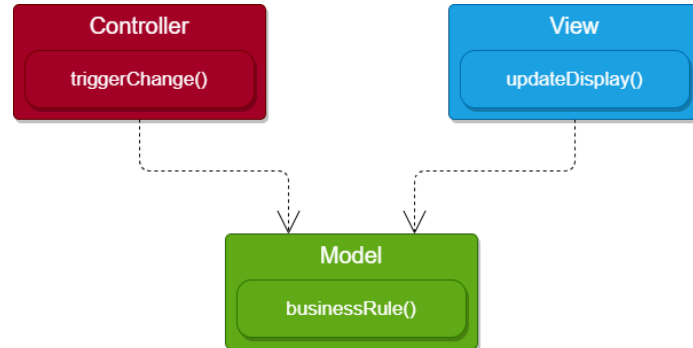 Controller
triggerChange()
View
updateDisplay()
Model
businessRule()